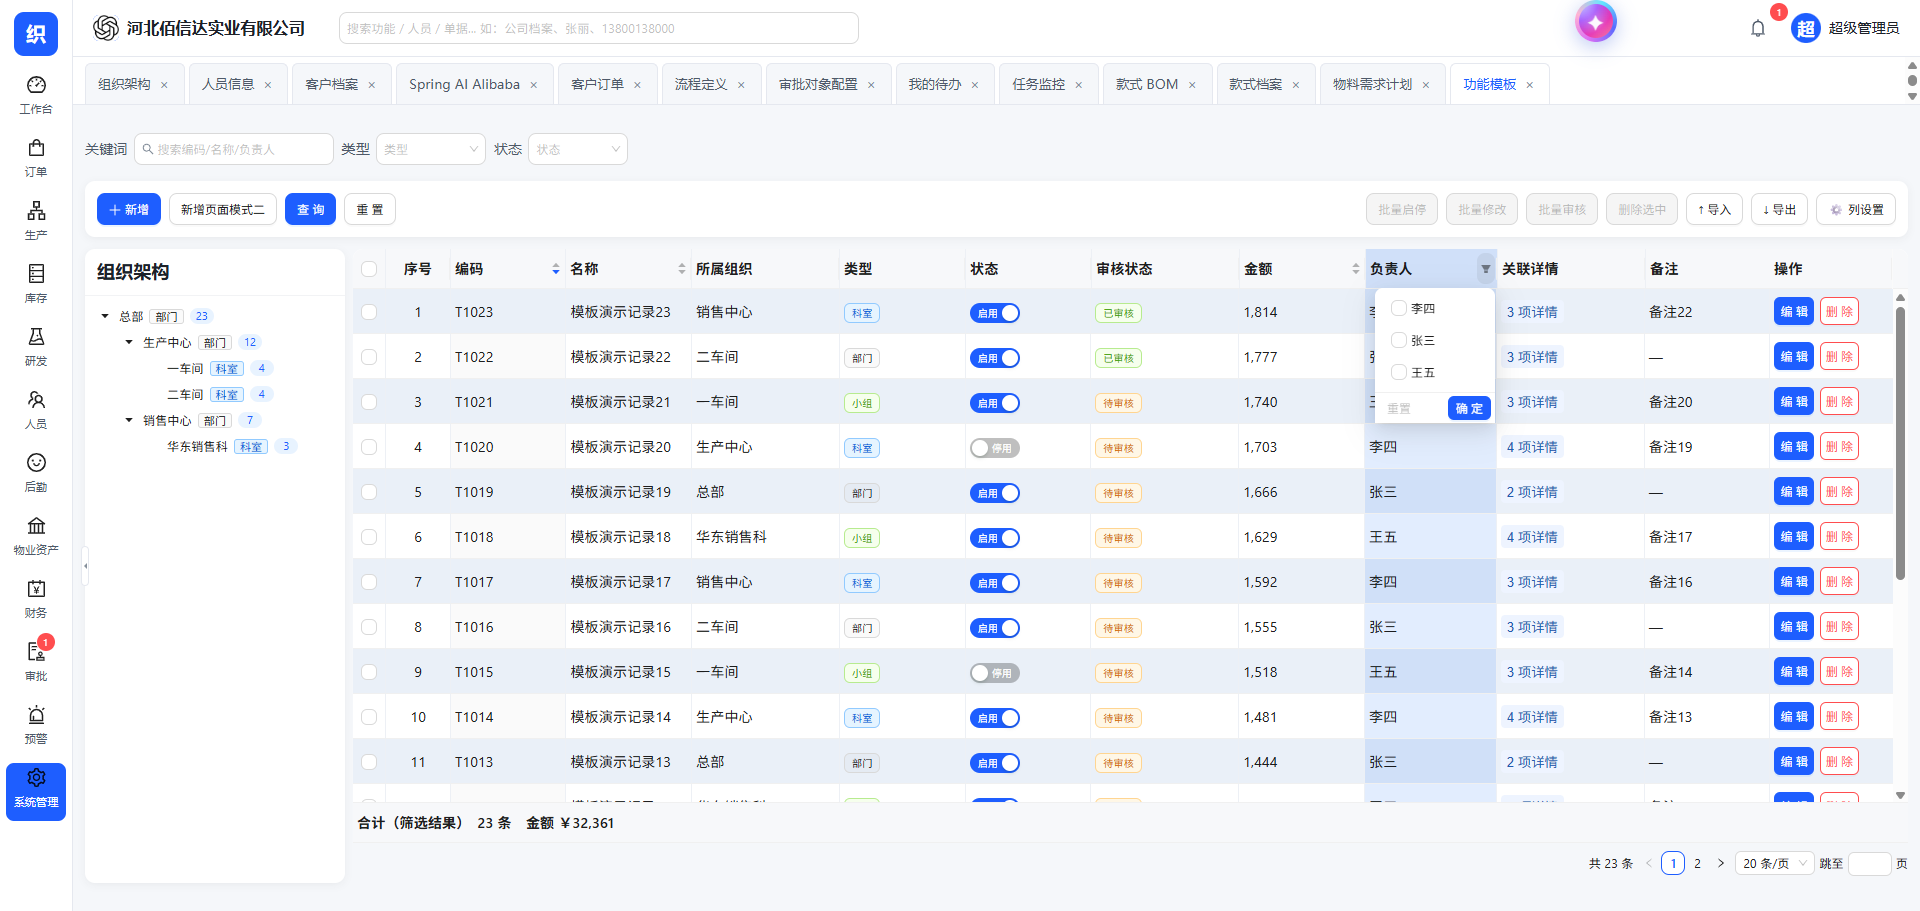 织
河北佰信达实业有限公司
搜索功能 / 人员 / 单据... 如：公司档案、张丽、13800138000
1
超
超级管理员
组织架构 ×
人员信息 ×
客户档案 ×
Spring AI Alibaba ×
客户订单 ×
流程定义 ×
审批对象配置 ×
我的待办 ×
任务监控 ×
款式 BOM ×
款式档案 ×
物料需求计划 ×
功能模板 ×
工作台
订单
生产
库存
研发
人员
后勤
物业资产
财务
1
审批
预警
系统管理
关键词 搜索编码/名称/负责人 类型 类型 状态 状态
+ 新增 新增页面模式二 查 询 重 置
批量启停 批量修改 批量审核 删除选中 ↑ 导入 ↓ 导出 列设置
组织架构
总部 部门 23
生产中心 部门 12
一车间 科室 4
二车间 科室 4
销售中心 部门 7
华东销售科 科室 3
序号 编码 名称 所属组织 类型 状态 审核状态 金额 负责人 关联详情 备注 操作
1 T1023 模板演示记录23 销售中心 科室 启用 已审核 1,814 3 项详情 备注22 编 辑 删 除
2 T1022 模板演示记录22 二车间 部门 启用 已审核 1,777 3 项详情 — 编 辑 删 除
3 T1021 模板演示记录21 一车间 小组 启用 待审核 1,740 3 项详情 备注20 编 辑 删 除
李四
张三
王五
重置 确 定
4 T1020 模板演示记录20 生产中心 科室 停用 待审核 1,703 李四 4 项详情 备注19 编 辑 删 除
5 T1019 模板演示记录19 总部 部门 启用 待审核 1,666 张三 2 项详情 — 编 辑 删 除
6 T1018 模板演示记录18 华东销售科 小组 启用 待审核 1,629 王五 4 项详情 备注17 编 辑 删 除
7 T1017 模板演示记录17 销售中心 科室 启用 待审核 1,592 李四 3 项详情 备注16 编 辑 删 除
8 T1016 模板演示记录16 二车间 部门 启用 待审核 1,555 张三 3 项详情 — 编 辑 删 除
9 T1015 模板演示记录15 一车间 小组 停用 待审核 1,518 王五 3 项详情 备注14 编 辑 删 除
10 T1014 模板演示记录14 生产中心 科室 启用 待审核 1,481 李四 4 项详情 备注13 编 辑 删 除
11 T1013 模板演示记录13 总部 部门 启用 待审核 1,444 张三 2 项详情 — 编 辑 删 除
合计（筛选结果） 23 条 金额 ￥32,361
共 23 条 < 1 2 > 20 条/页 跳至 页